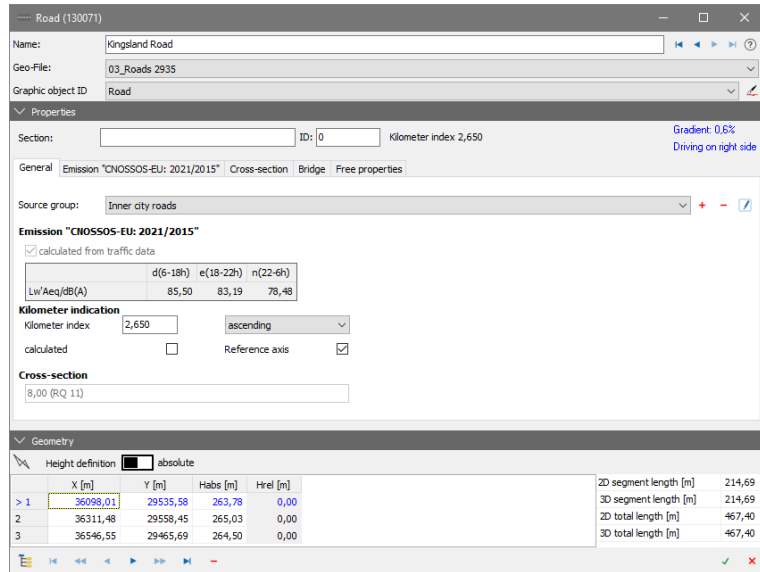 Road (130071)
Name: Kingsland Road
Geo-File: 03_Roads 2935
Graphic object ID Road
Properties
Section: ID: 0 Kilometer index 2,650 Gradient: 0,6%
Driving on right side
General Emission "CNOSSOS-EU: 2021/2015" Cross-section Bridge Free properties
Source group: Inner city roads
Emission "CNOSSOS-EU: 2021/2015"
calculated from traffic data
d(6-18h) e(18-22h) n(22-6h)
Lw'Aeq/dB(A) 85,50 83,19 78,48
Kilometer indication
Kilometer index 2,650 ascending
calculated Reference axis
Cross-section
8,00 (RQ 11)
Geometry
Height definition absolute
X [m] Y [m] Habs [m] Hrel [m] 2D segment length [m] 214,69
> 1 36098,01 29535,58 263,78 0,00 3D segment length [m] 214,69
2 36311,48 29558,45 265,03 0,00 2D total length [m] 467,40
3 36546,55 29465,69 264,50 0,00 3D total length [m] 467,40